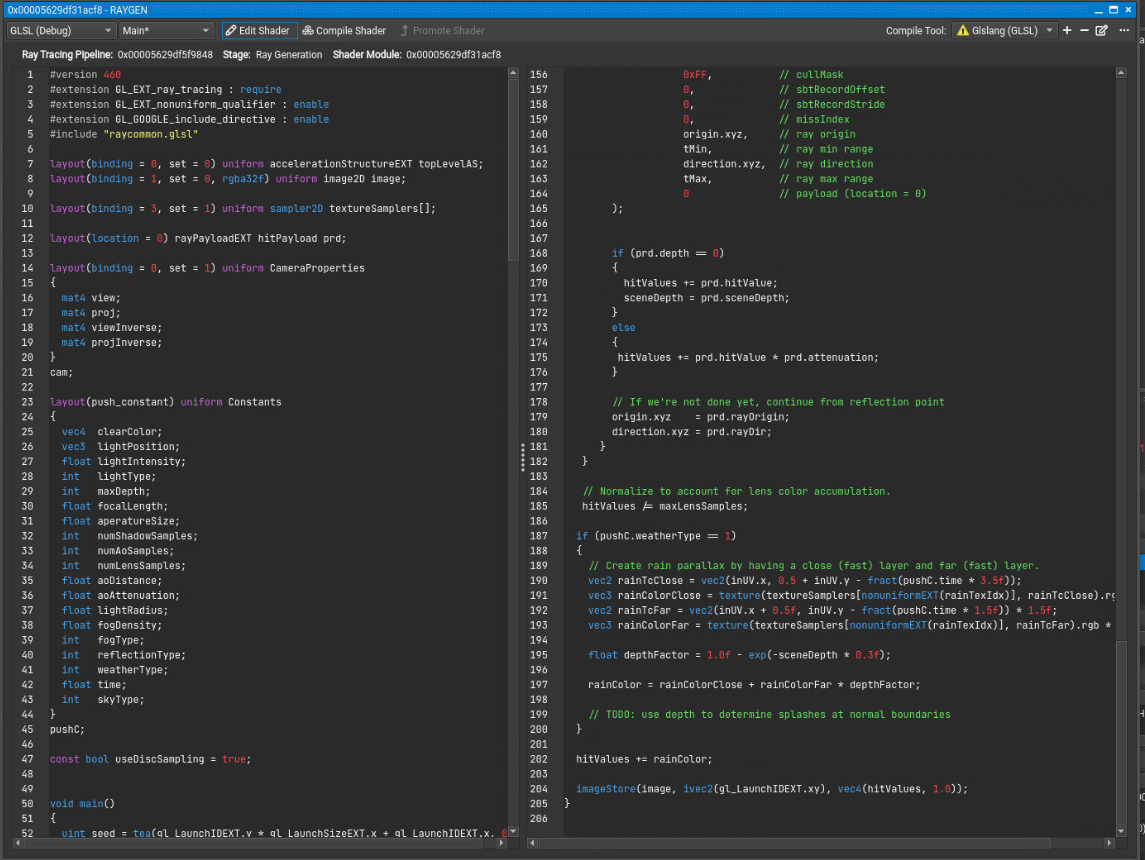 0x00005629df31acf8 - RAYGEN
GLSL (Debug) Main* Edit Shader Compile Shader Promote Shader Compile Tool: Glslang (GLSL)
Ray Tracing Pipeline: 0x00005629df5f9848 Stage: Ray Generation Shader Module: 0x00005629df31acf8
1 #version 460
2 #extension GL_EXT_ray_tracing : require
3 #extension GL_EXT_nonuniform_qualifier : enable
4 #extension GL_GOOGLE_include_directive : enable
5 #include "raycommon.glsl"
6
7 layout(binding = 0, set = 0) uniform accelerationStructureEXT topLevelAS;
8 layout(binding = 1, set = 0, rgba32f) uniform image2D image;
9
10 layout(binding = 3, set = 1) uniform sampler2D textureSamplers[];
11
12 layout(location = 0) rayPayloadEXT hitPayload prd;
13
14 layout(binding = 0, set = 1) uniform CameraProperties
15 {
16 mat4 view;
17 mat4 proj;
18 mat4 viewInverse;
19 mat4 projInverse;
20 }
21 cam;
22
23 layout(push_constant) uniform Constants
24 {
25 vec4 clearColor;
26 vec3 lightPosition;
27 float lightIntensity;
28 int lightType;
29 int maxDepth;
30 float focalLength;
31 float aperatureSize;
32 int numShadowSamples;
33 int numAoSamples;
34 int numLensSamples;
35 float aoDistance;
36 float aoAttenuation;
37 float lightRadius;
38 float fogDensity;
39 int fogType;
40 int reflectionType;
41 int weatherType;
42 float time;
43 int skyType;
44 }
45 pushC;
46
47 const bool useDiscSampling = true;
48
49
50 void main()
51 {
52 uint seed = tea(gl_LaunchIDEXT.y * gl_LaunchSizeEXT.x + gl_LaunchIDEXT.x, 0
156 0xFF, // cullMask
157 0, // sbtRecordOffset
158 0, // sbtRecordStride
159 0, // missIndex
160 origin.xyz, // ray origin
161 tMin, // ray min range
162 direction.xyz, // ray direction
163 tMax, // ray max range
164 0 // payload (location = 0)
165 );
166
167
168 if (prd.depth == 0)
169 {
170 hitValues += prd.hitValue;
171 sceneDepth = prd.sceneDepth;
172 }
173 else
174 {
175 hitValues += prd.hitValue * prd.attenuation;
176 }
177
178 // If we're not done yet, continue from reflection point
179 origin.xyz = prd.rayOrigin;
180 direction.xyz = prd.rayDir;
181 }
182 }
183
184 // Normalize to account for lens color accumulation.
185 hitValues /= maxLensSamples;
186
187 if (pushC.weatherType == 1)
188 {
189 // Create rain parallax by having a close (fast) layer and far (fast) layer.
190 vec2 rainTcClose = vec2(inUV.x, 0.5 + inUV.y - fract(pushC.time * 3.5f));
191 vec3 rainColorClose = texture(textureSamplers[nonuniformEXT(rainTexIdx)], rainTcClose).rg
192 vec2 rainTcFar = vec2(inUV.x + 0.5f, inUV.y - fract(pushC.time * 1.5f)) * 1.5f;
193 vec3 rainColorFar = texture(textureSamplers[nonuniformEXT(rainTexIdx)], rainTcFar).rgb *
194
195 float depthFactor = 1.0f - exp(-sceneDepth * 0.3f);
196
197 rainColor = rainColorClose + rainColorFar * depthFactor;
198
199 // TODO: use depth to determine splashes at normal boundaries
200 }
201
202 hitValues += rainColor;
203
204 imageStore(image, ivec2(gl_LaunchIDEXT.xy), vec4(hitValues, 1.0));
205 }
206